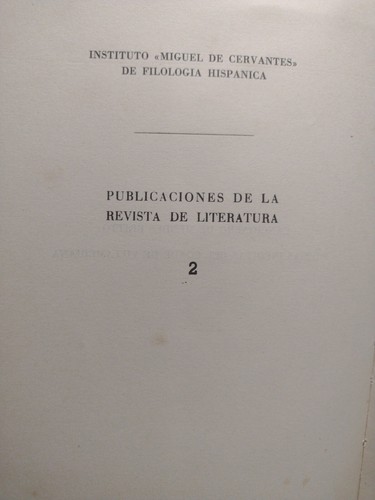 INSTITUTO «MIGUEL DE CERVANTES»
DE FILOLOGIA HISPANICA
PUBLICACIONES DE LA
REVISTA DE LITERATURA
2